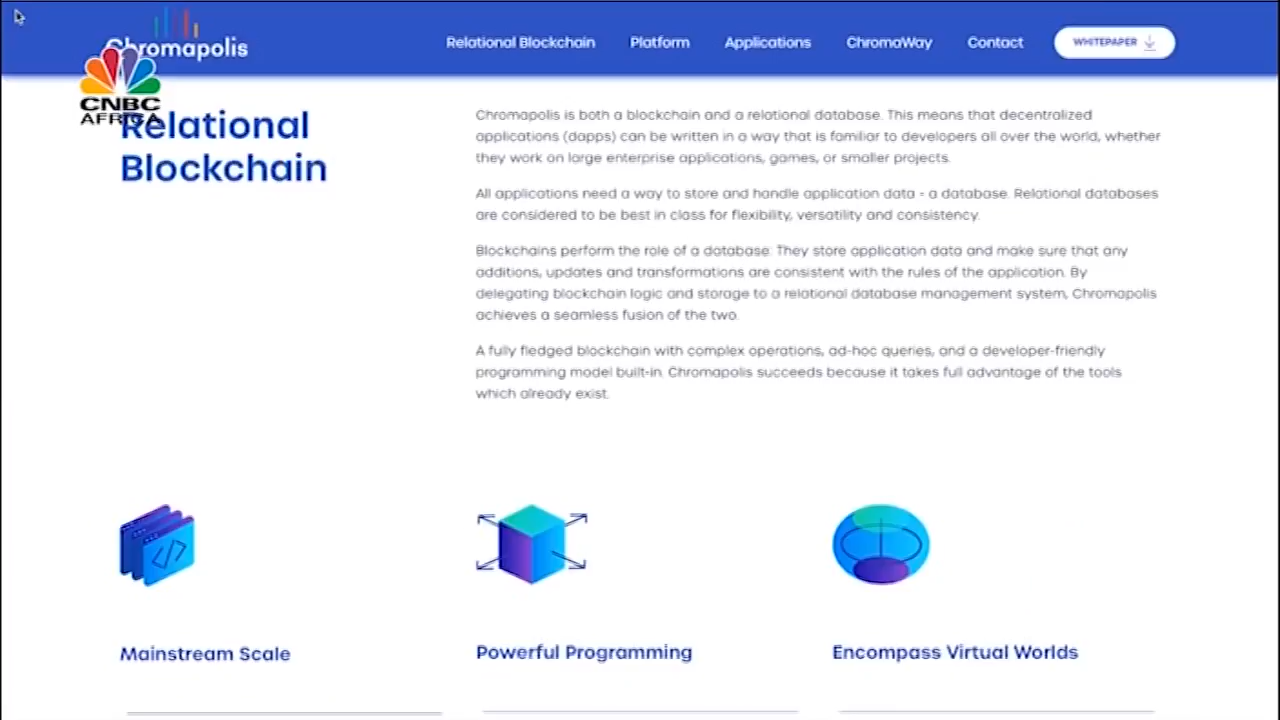 Chromapolis
Relational Blockchain
Platform
Applications
ChromaWay
Contact
WHITEPAPER
CNBC
AFRICA
Relational
Blockchain
Chromapolis is both a blockchain and a relational database. This means that decentralized
applications (dapps) can be written in a way that is familiar to developers all over the world, whether
they work on large enterprise applications, games, or smaller projects.
All applications need a way to store and handle application data - a database. Relational databases
are considered to be best in class for flexibility, versatility and consistency.
Blockchains perform the role of a database: They store application data and make sure that any
additions, updates and transformations are consistent with the rules of the application. By
delegating blockchain logic and storage to a relational database management system, Chromapolis
achieves a seamless fusion of the two.
A fully fledged blockchain with complex operations, ad-hoc queries, and a developer-friendly
programming model built-in. Chromapolis succeeds because it takes full advantage of the tools
which already exist.
Mainstream Scale
Powerful Programming
Encompass Virtual Worlds